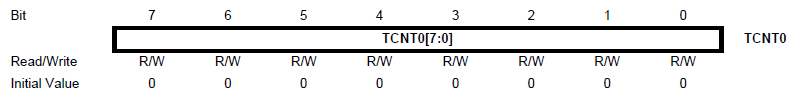 Bit 7 6 5 4 3 2 1 0
TCNT0[7:0] TCNT0
Read/Write R/W R/W R/W R/W R/W R/W R/W R/W
Initial Value 0 0 0 0 0 0 0 0